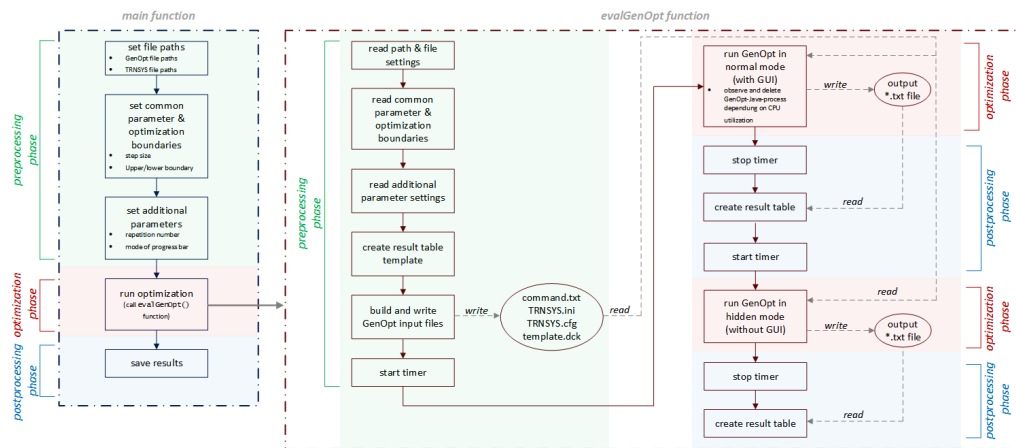 main function
evalGenOpt function
preprocessing
phase
set file paths
• GenOpt file paths
• TRNSYS file paths
set common
parameter &
optimization
boundaries
• step size
• Upper/lower boundary
set additional
parameters
• repetition number
• mode of progress bar
optimization
phase
run optimization
(call evalGenOpt()
function)
postprocessing
phase
save results
preprocessing
phase
read path & file
settings
read common
parameter &
optimization
boundaries
read additional
parameter settings
create result table
template
build and write
GenOpt input files
start timer
write
command.txt
TRNSYS.ini
TRNSYS.cfg
template.dck
read
run GenOpt in
normal mode
(with GUI)
• observe and delete
GenOpt-Java-process
dependung on CPU
utilization
write
output
*.txt file
optimization
phase
stop timer
create result table
read
start timer
postprocessing
phase
run GenOpt in
hidden mode
(without GUI)
write
output
*.txt file
optimization
phase
stop timer
create result table
read
postprocessing
phase